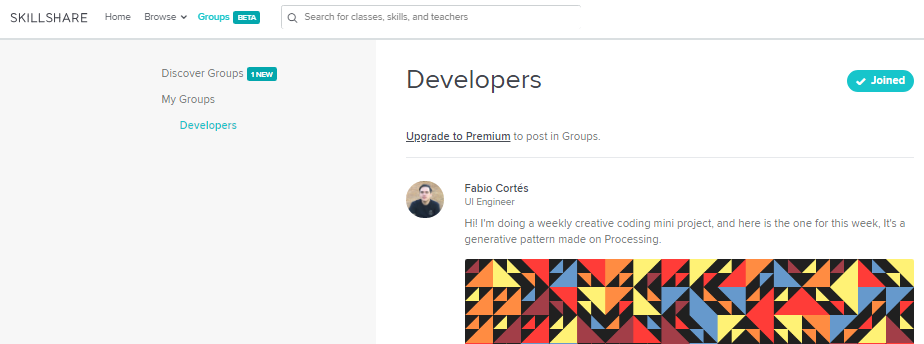 SKILLSHARE Home Browse Groups BETA Search for classes, skills, and teachers
Discover Groups 1 NEW
My Groups
Developers
Developers
Joined
Upgrade to Premium to post in Groups.
Fabio Cortés
UI Engineer
Hi! I'm doing a weekly creative coding mini project, and here is the one for this week, It's a
generative pattern made on Processing.